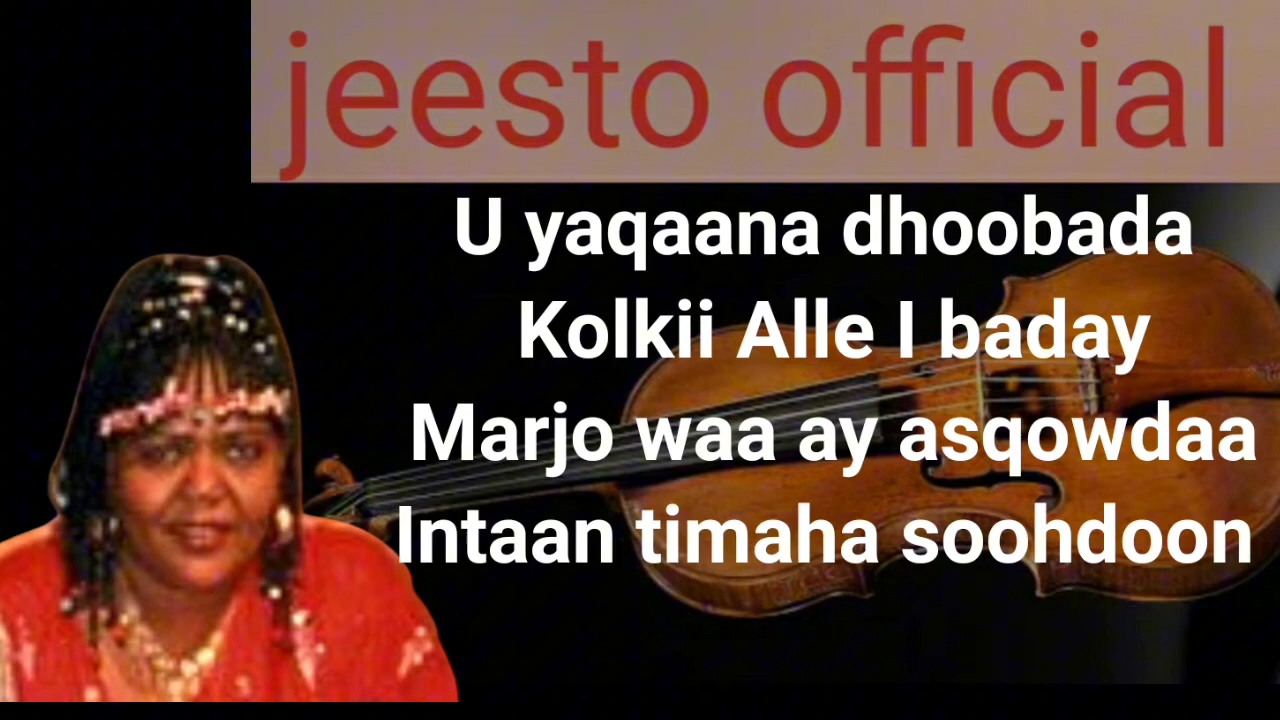 jeesto official
U yaqaana dhoobada
Kolkii Alle I baday
Marjo waa ay asqowdaa
Intaan timaha soohdoon